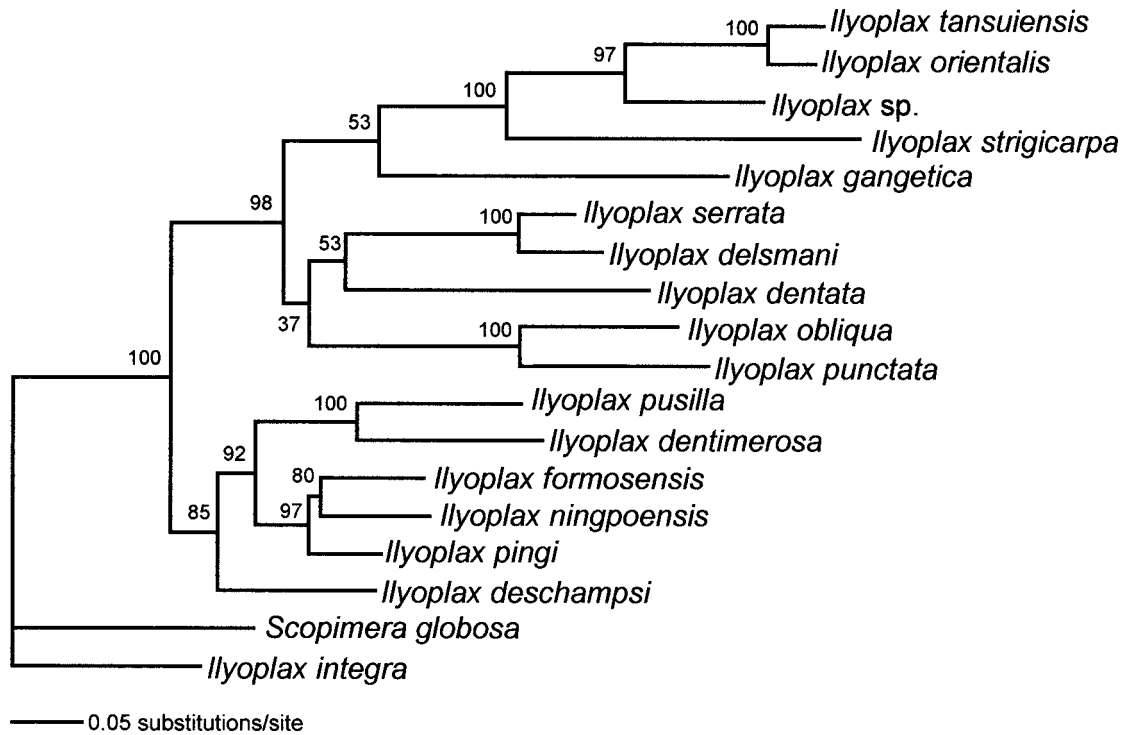 100 Ilyoplax tansuiensis
97 Ilyoplax orientalis
100 Ilyoplax sp.
53 Ilyoplax strigicarpa
Ilyoplax gangetica
98 100 Ilyoplax serrata
53 Ilyoplax delsmani
Ilyoplax dentata
37 100 Ilyoplax obliqua
100 Ilyoplax punctata
100 Ilyoplax pusilla
92 Ilyoplax dentimerosa
80 Ilyoplax formosensis
85 97 Ilyoplax ningpoensis
Ilyoplax pingi
Ilyoplax deschampsi
Scopimera globosa
Ilyoplax integra
0.05 substitutions/site